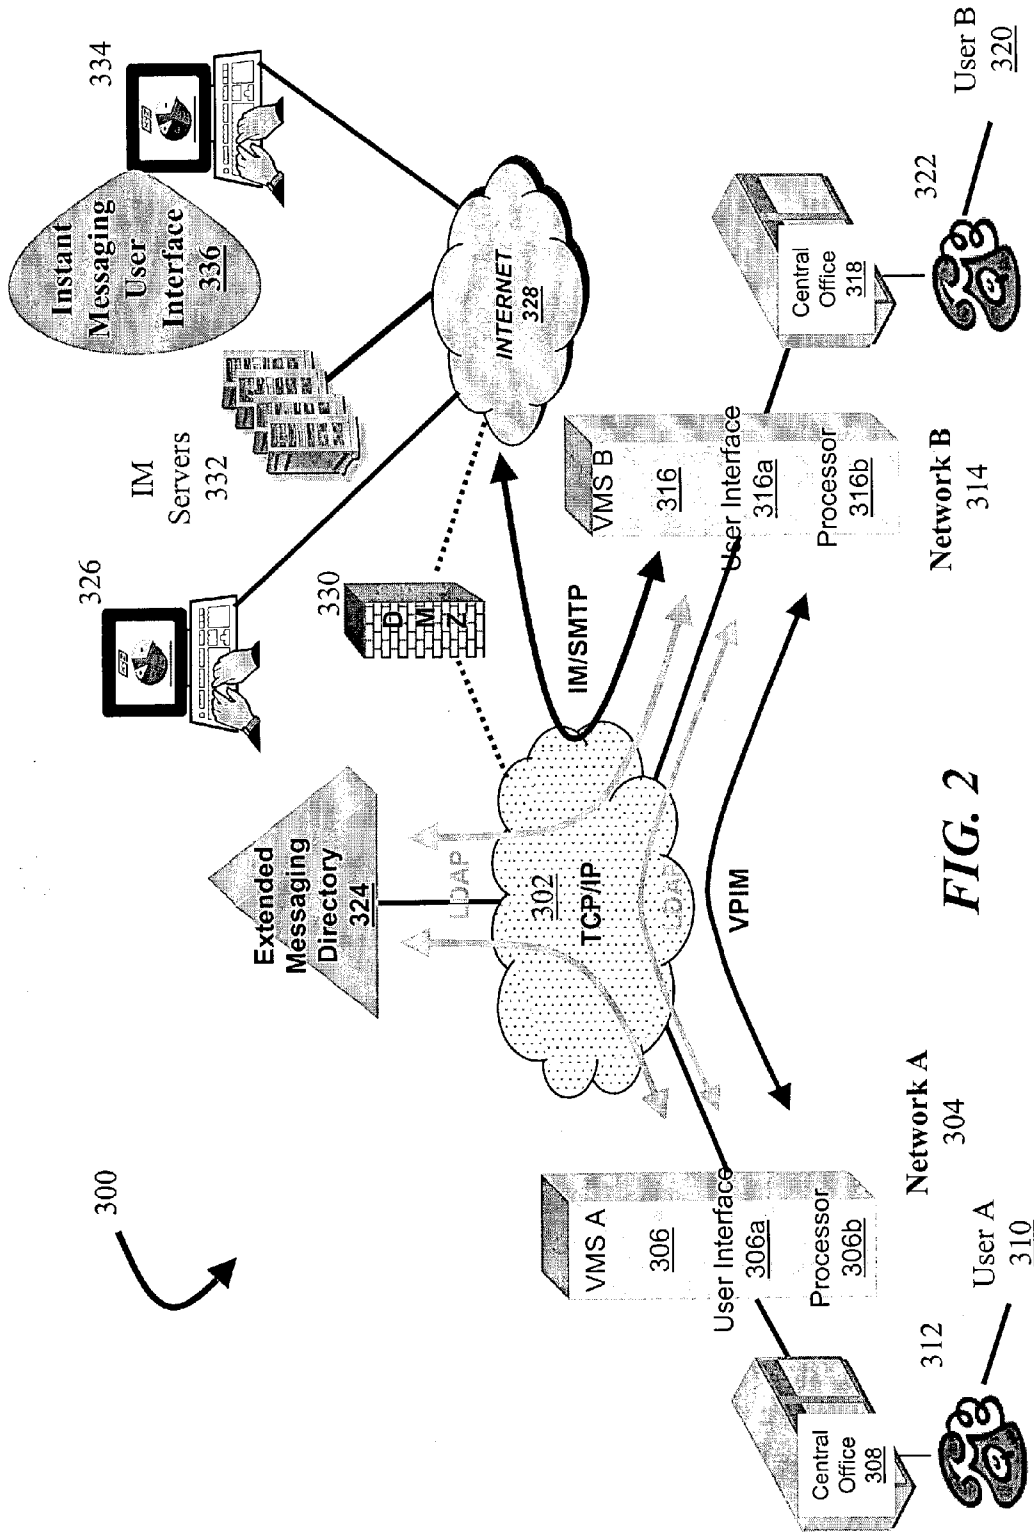 300
Extended
Messaging
Directory
324
326
IM
Servers
332
Instant
Messaging
User
Interface
336
334
330
D
M
Z
INTERNET
328
LDAP
302
TCP/IP
LDAP
IM/SMTP
VPIM
VMS A
306
User Interface
306a
Processor
306b
Network A
304
VMS B
316
User Interface
316a
Processor
316b
Network B
314
Central
Office
308
312
User A
310
Central
Office
318
322
User B
320
FIG. 2